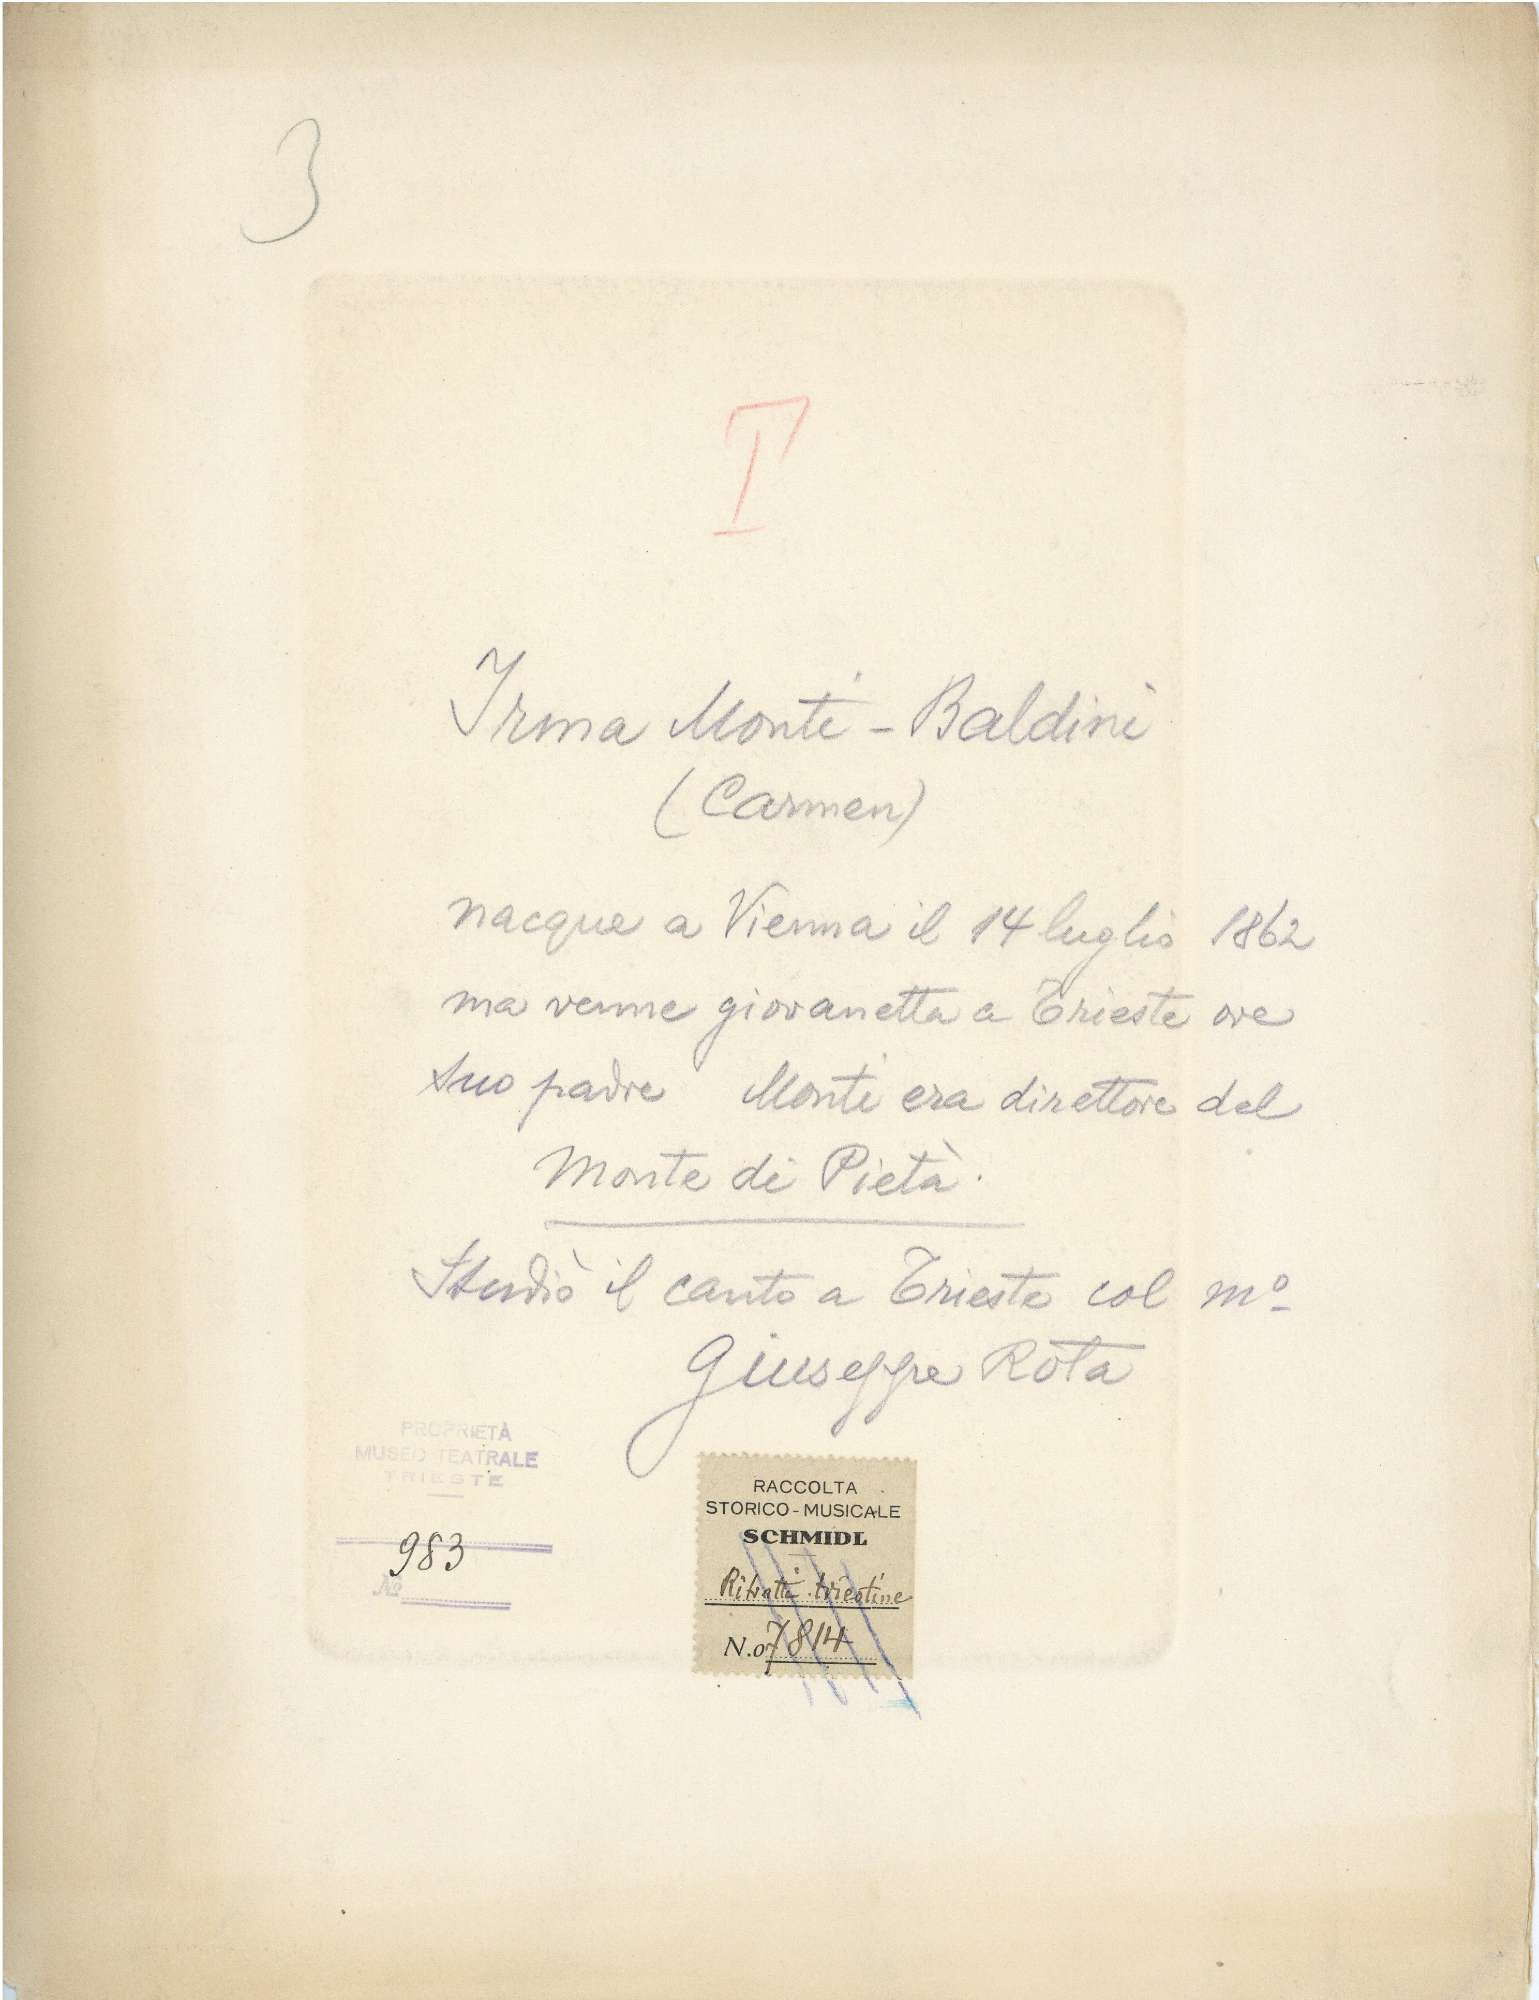 3
I
Irma Monti-Baldini
(Carmen)
nacque a Vienna il 14 luglio 1862
ma venne giovanetta a Trieste ove
suo padre Monti era direttore del
Monte di Pietà.
Studiò il canto a Trieste col mº
Giuseppe Rota
PROPRIETÀ
MUSEO TEATRALE
TRIESTE
983
Nº
RACCOLTA
STORICO-MUSICALE
SCHMIDL
Ritratti triestine
N.o 7814